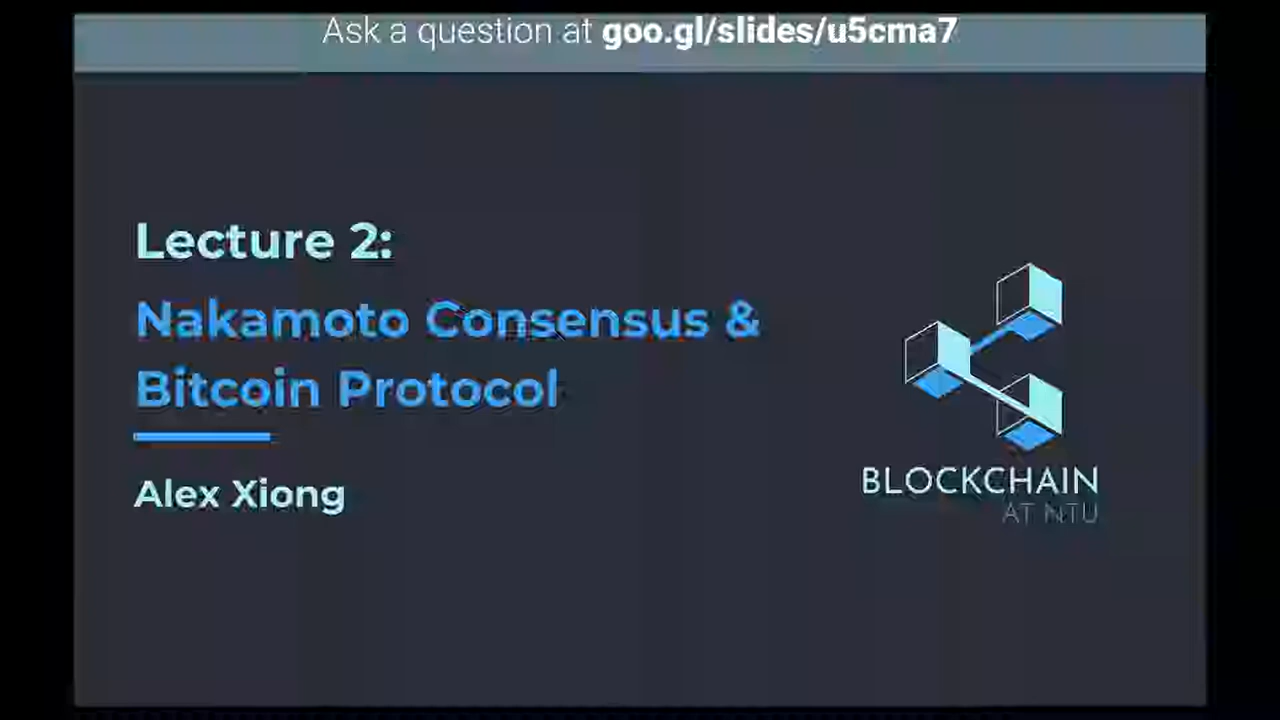 Ask a question at goo.gl/slides/u5cma7
Lecture 2:
Nakamoto Consensus &
Bitcoin Protocol
Alex Xiong
BLOCKCHAIN
AT NTU